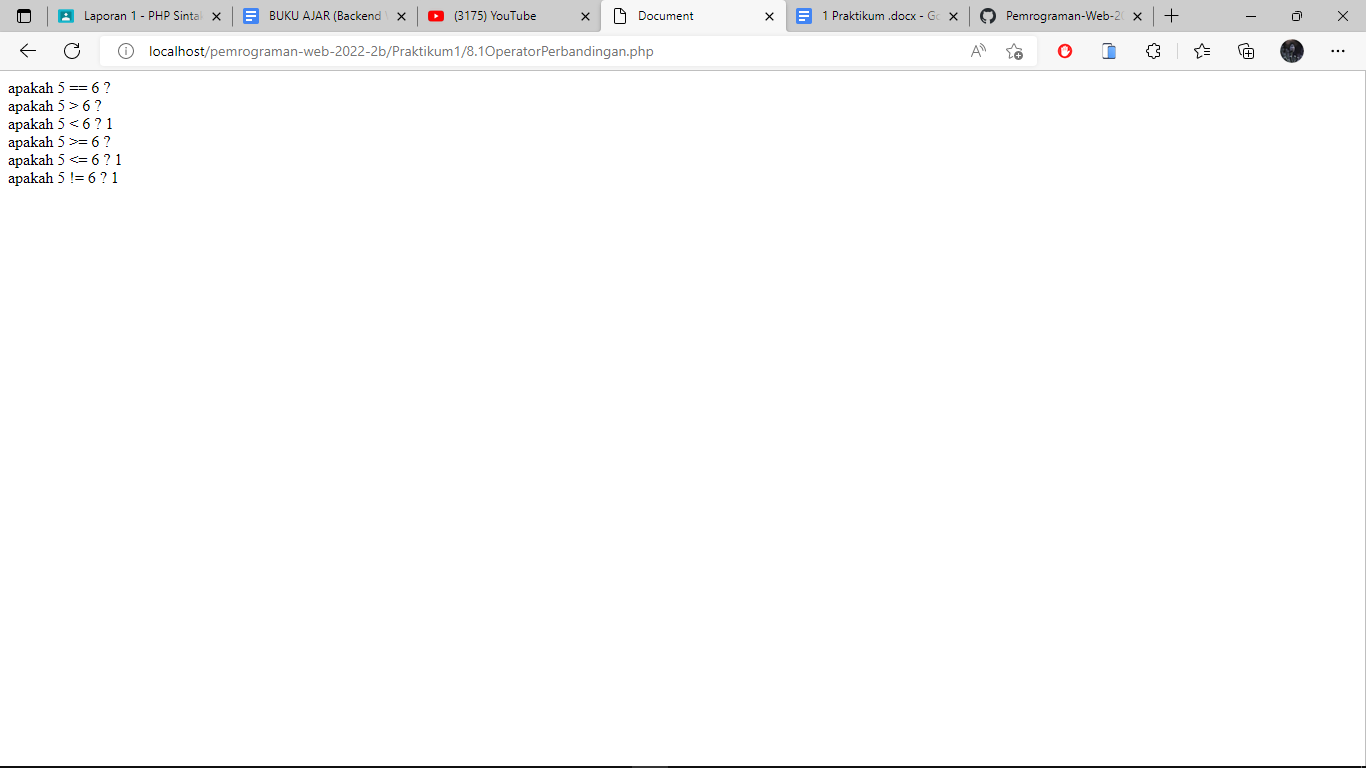 Laporan 1 - PHP Sinta
BUKU AJAR (Backend
(3175) YouTube
Document
1 Praktikum .docx - Go
Pemrograman-Web-2
localhost/pemrograman-web-2022-2b/Praktikum1/8.1OperatorPerbandingan.php
apakah 5 == 6 ?
apakah 5 > 6 ?
apakah 5 < 6 ? 1
apakah 5 >= 6 ?
apakah 5 <= 6 ? 1
apakah 5 != 6 ? 1